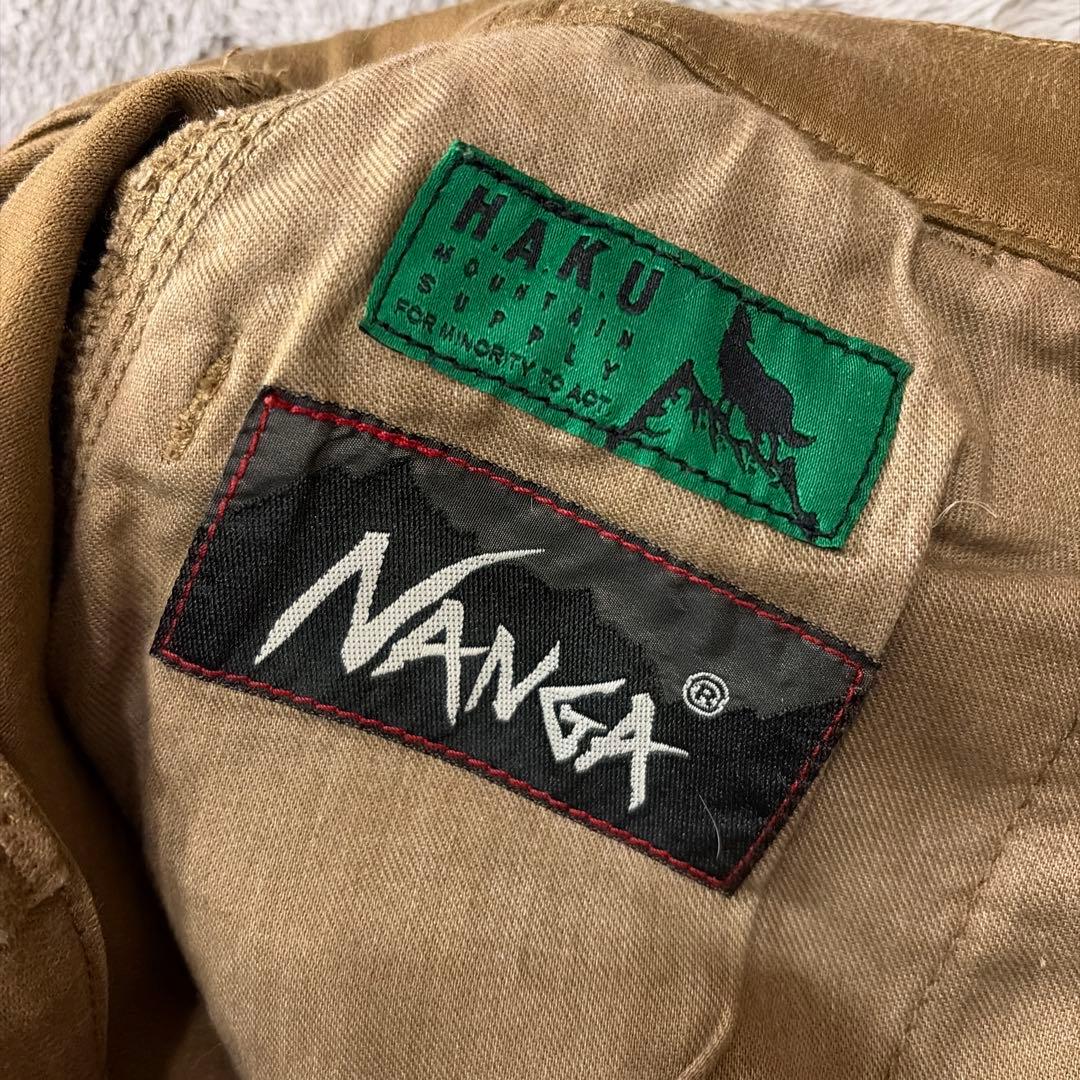 H.A.K.U
MOUNTAIN
SUPPLY
FOR MINORITY TO ACT
NANGA®